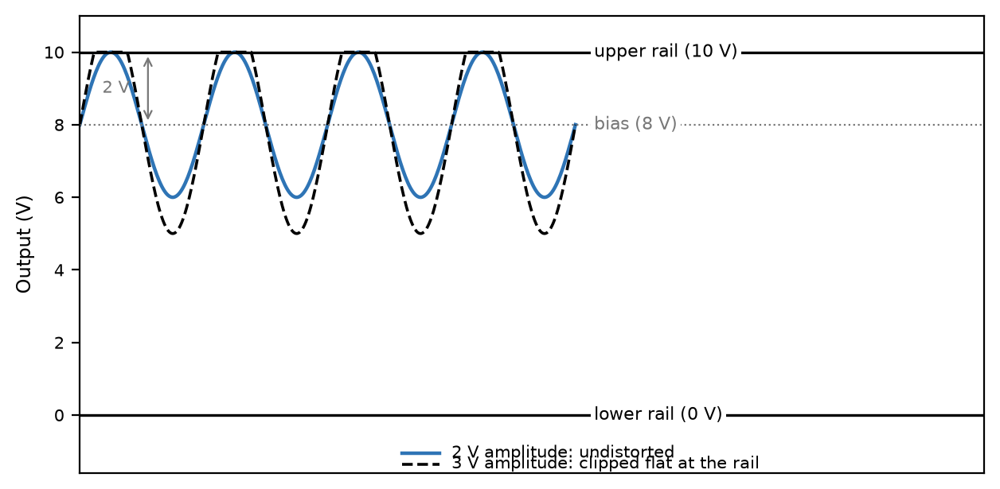 10
upper rail (10 V)
2 V
8
bias (8 V)
6
4
2
0
lower rail (0 V)
Output (V)
2 V amplitude: undistorted
3 V amplitude: clipped flat at the rail